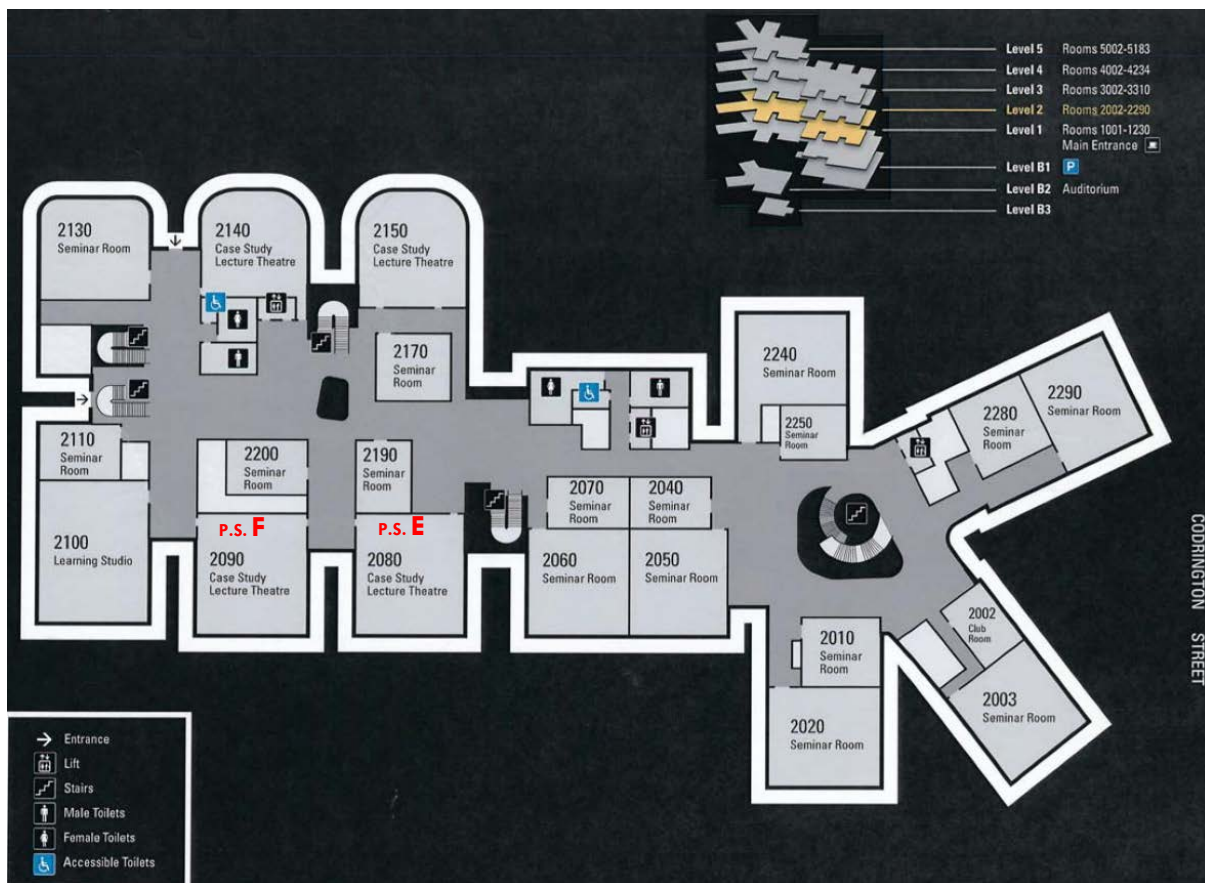 Level 5 Rooms 5002-5183
Level 4 Rooms 4002-4234
Level 3 Rooms 3002-3310
Level 2 Rooms 2002-2290
Level 1 Rooms 1001-1230
Main Entrance
Level B1 P
Level B2 Auditorium
Level B3
2130
Seminar Room
2140
Case Study
Lecture Theatre
2150
Case Study
Lecture Theatre
2170
Seminar
Room
2240
Seminar Room
2250
Seminar
Room
2280
Seminar
Room
2290
Seminar Room
2110
Seminar
Room
2200
Seminar
Room
2190
Seminar
Room
2070
Seminar
Room
2040
Seminar
Room
P.S. F
P.S. E
2100
Learning Studio
2090
Case Study
Lecture Theatre
2080
Case Study
Lecture Theatre
2060
Seminar Room
2050
Seminar Room
2010
Seminar
Room
2002
Club
Room
2003
Seminar Room
2020
Seminar Room
CODRINGTON STREET
Entrance
Lift
Stairs
Male Toilets
Female Toilets
Accessible Toilets